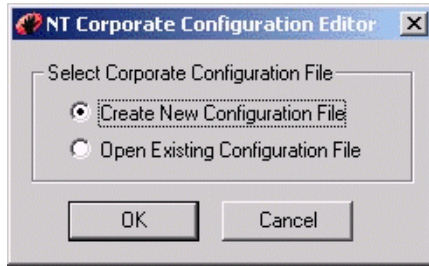 NT Corporate Configuration Editor
Select Corporate Configuration File
Create New Configuration File
Open Existing Configuration File
OK Cancel